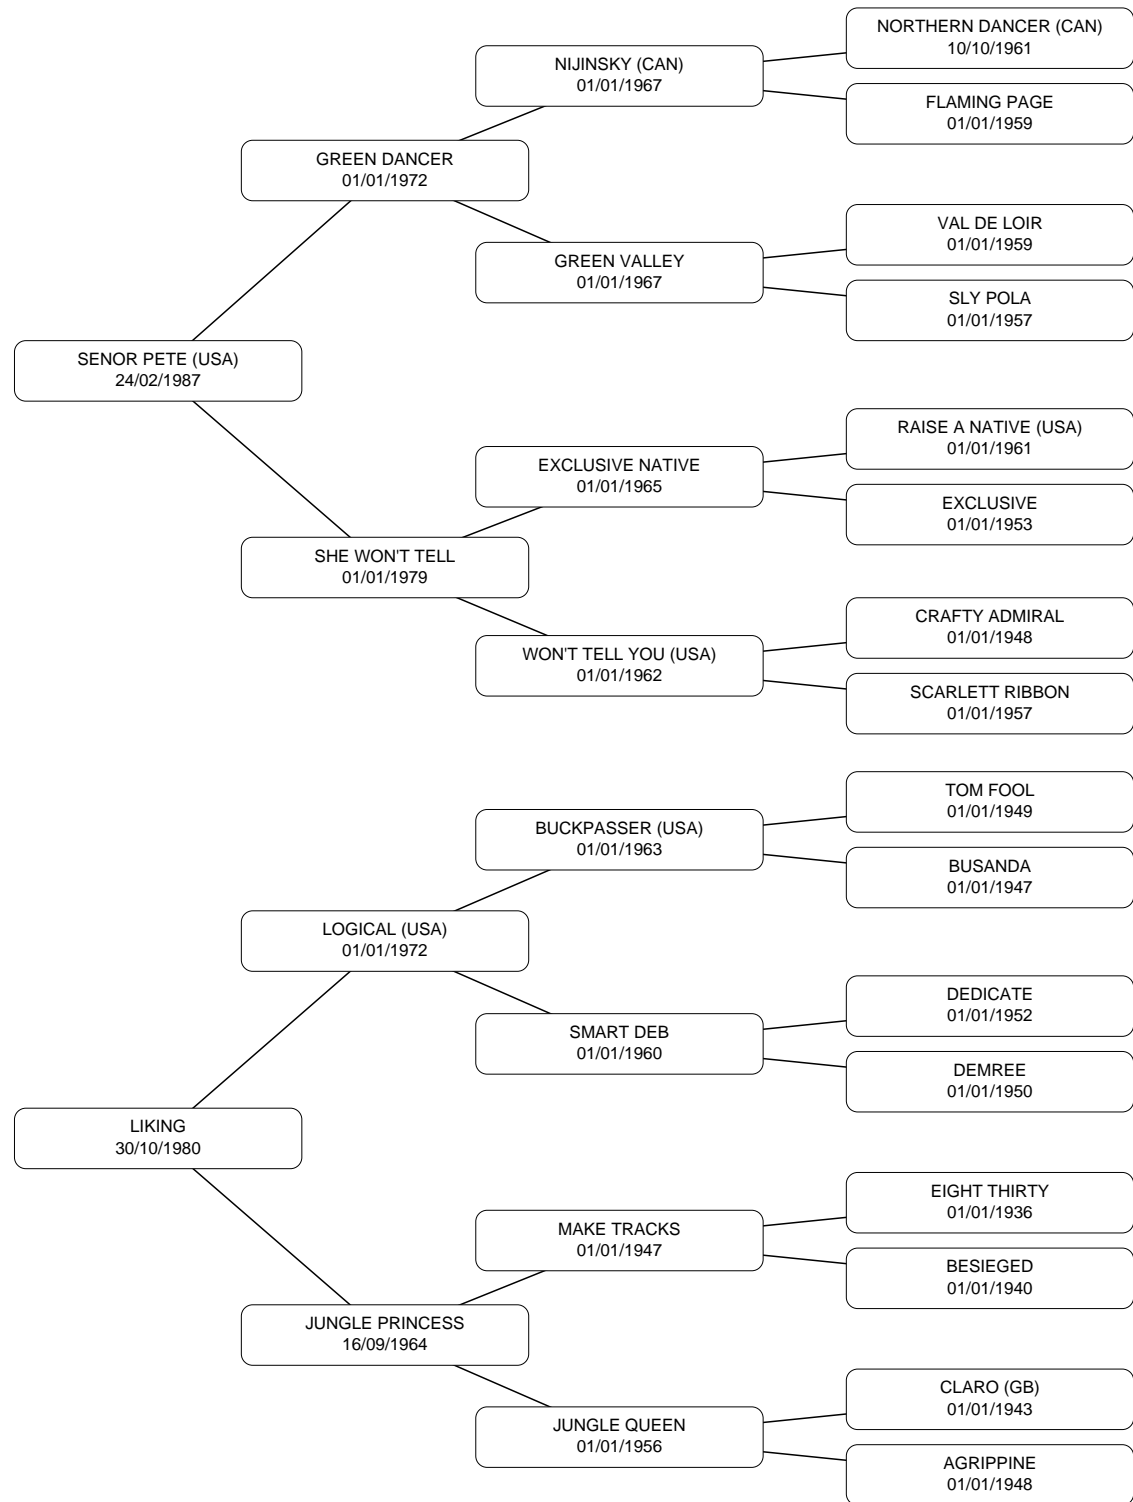 NORTHERN DANCER (CAN)
10/10/1961
NIJINSKY (CAN)
01/01/1967
FLAMING PAGE
01/01/1959
GREEN DANCER
01/01/1972
VAL DE LOIR
01/01/1959
GREEN VALLEY
01/01/1967
SLY POLA
01/01/1957
SENOR PETE (USA)
24/02/1987
RAISE A NATIVE (USA)
01/01/1961
EXCLUSIVE NATIVE
01/01/1965
EXCLUSIVE
01/01/1953
SHE WON'T TELL
01/01/1979
CRAFTY ADMIRAL
01/01/1948
WON'T TELL YOU (USA)
01/01/1962
SCARLETT RIBBON
01/01/1957
TOM FOOL
01/01/1949
BUCKPASSER (USA)
01/01/1963
BUSANDA
01/01/1947
LOGICAL (USA)
01/01/1972
DEDICATE
01/01/1952
SMART DEB
01/01/1960
DEMREE
01/01/1950
LIKING
30/10/1980
EIGHT THIRTY
01/01/1936
MAKE TRACKS
01/01/1947
BESIEGED
01/01/1940
JUNGLE PRINCESS
16/09/1964
CLARO (GB)
01/01/1943
JUNGLE QUEEN
01/01/1956
AGRIPPINE
01/01/1948